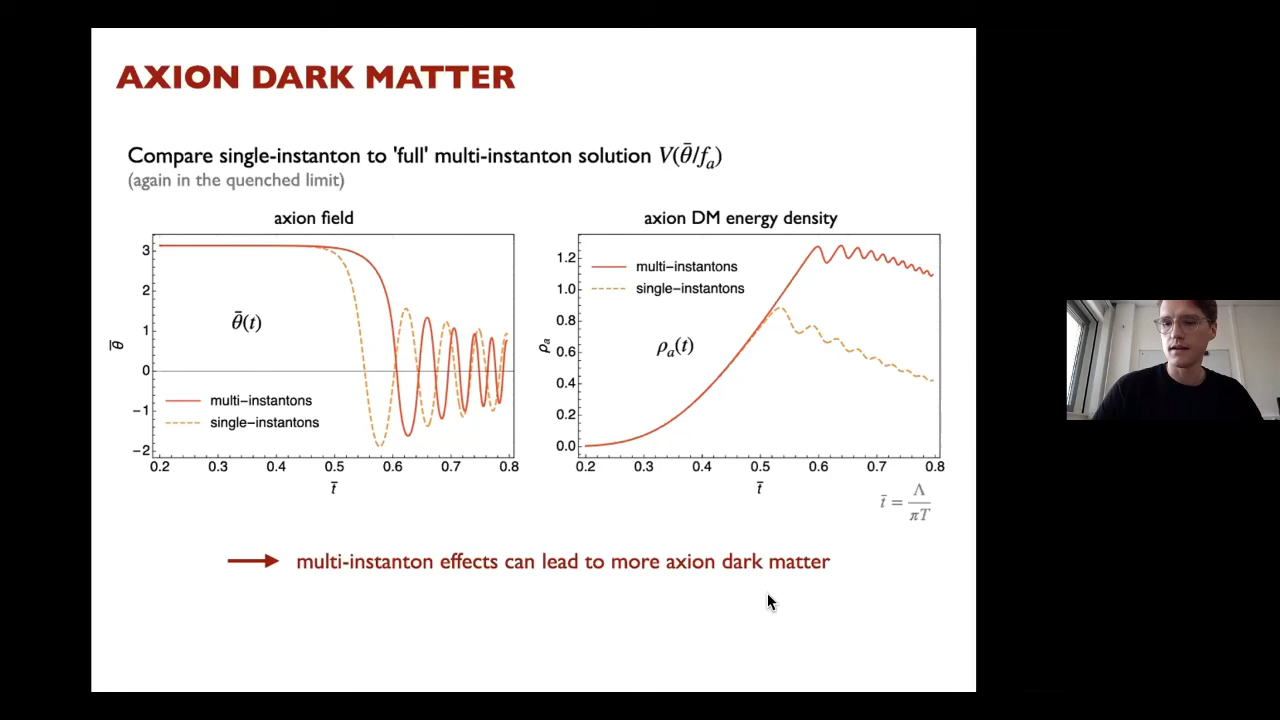 AXION DARK MATTER
Compare single-instanton to 'full' multi-instanton solution V(θ̄/fₐ)
(again in the quenched limit)
axion field
3
2
1
0
−1
−2
θ̄
θ̄(t)
multi−instantons
single−instantons
0.2 0.3 0.4 0.5 0.6 0.7 0.8
t̄
axion DM energy density
1.2
1.0
0.8
0.6
0.4
0.2
0.0
ρₐ
multi−instantons
single−instantons
ρₐ(t)
0.2 0.3 0.4 0.5 0.6 0.7 0.8
t̄
t̄ = Λ/πT
multi-instanton effects can lead to more axion dark matter